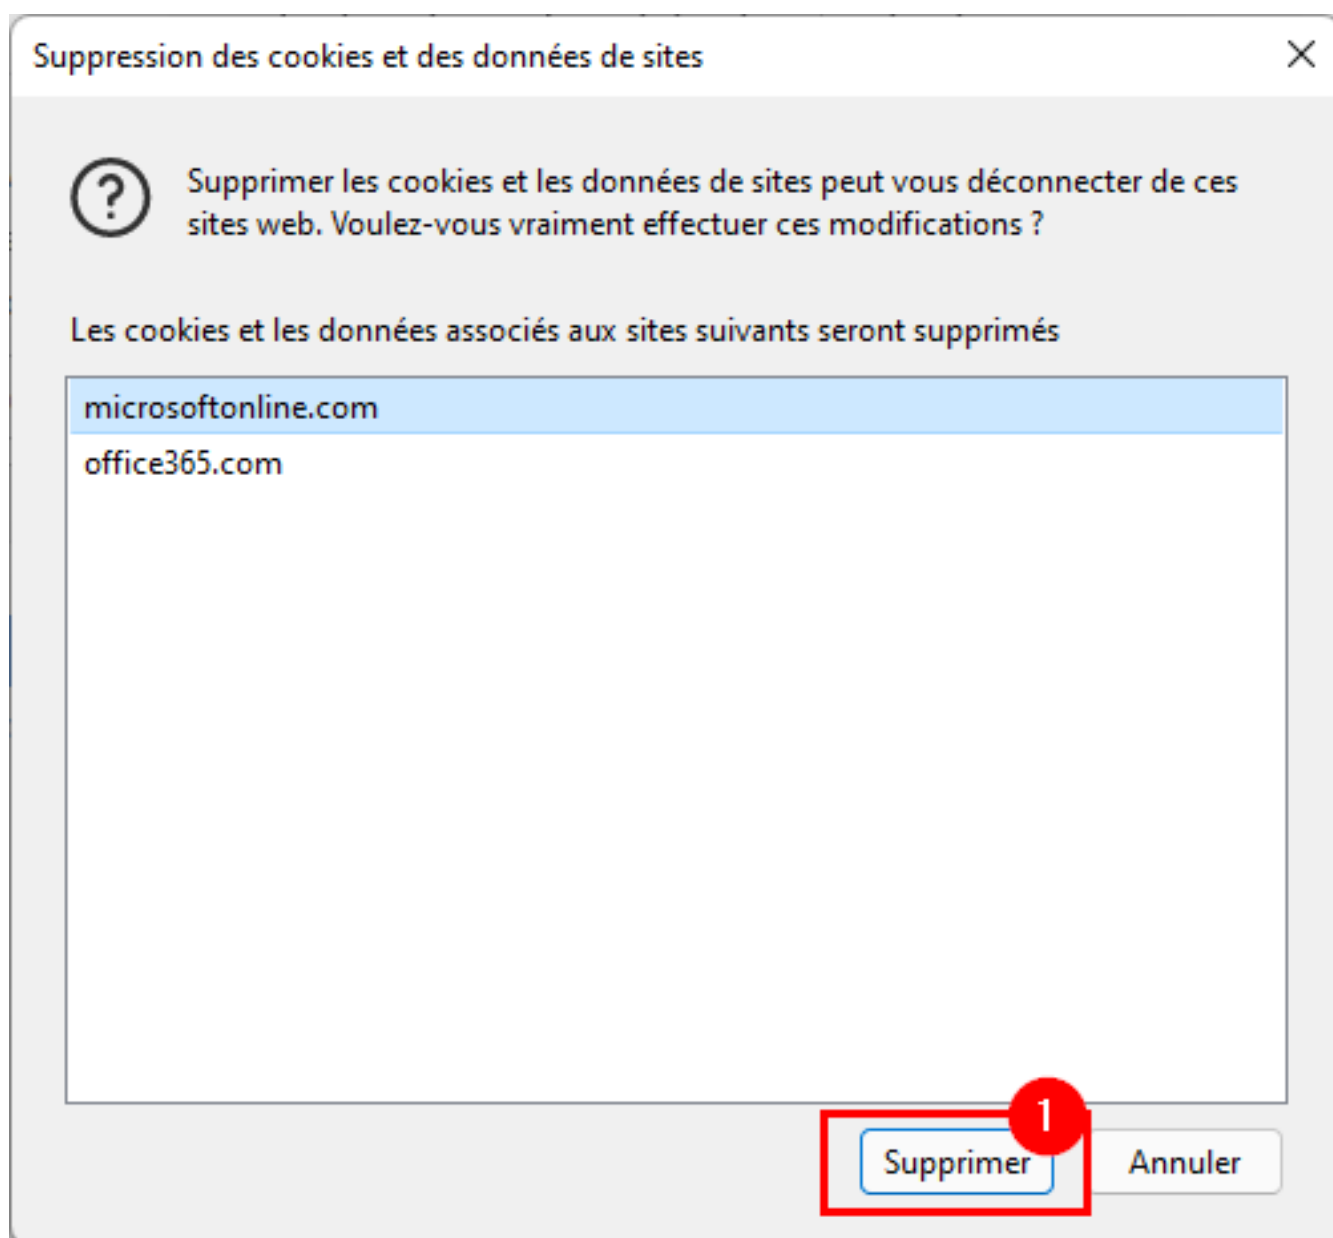 Suppression des cookies et des données de sites
Supprimer les cookies et les données de sites peut vous déconnecter de ces
sites web. Voulez-vous vraiment effectuer ces modifications ?
Les cookies et les données associés aux sites suivants seront supprimés
microsoftonline.com
office365.com
1
Supprimer
Annuler